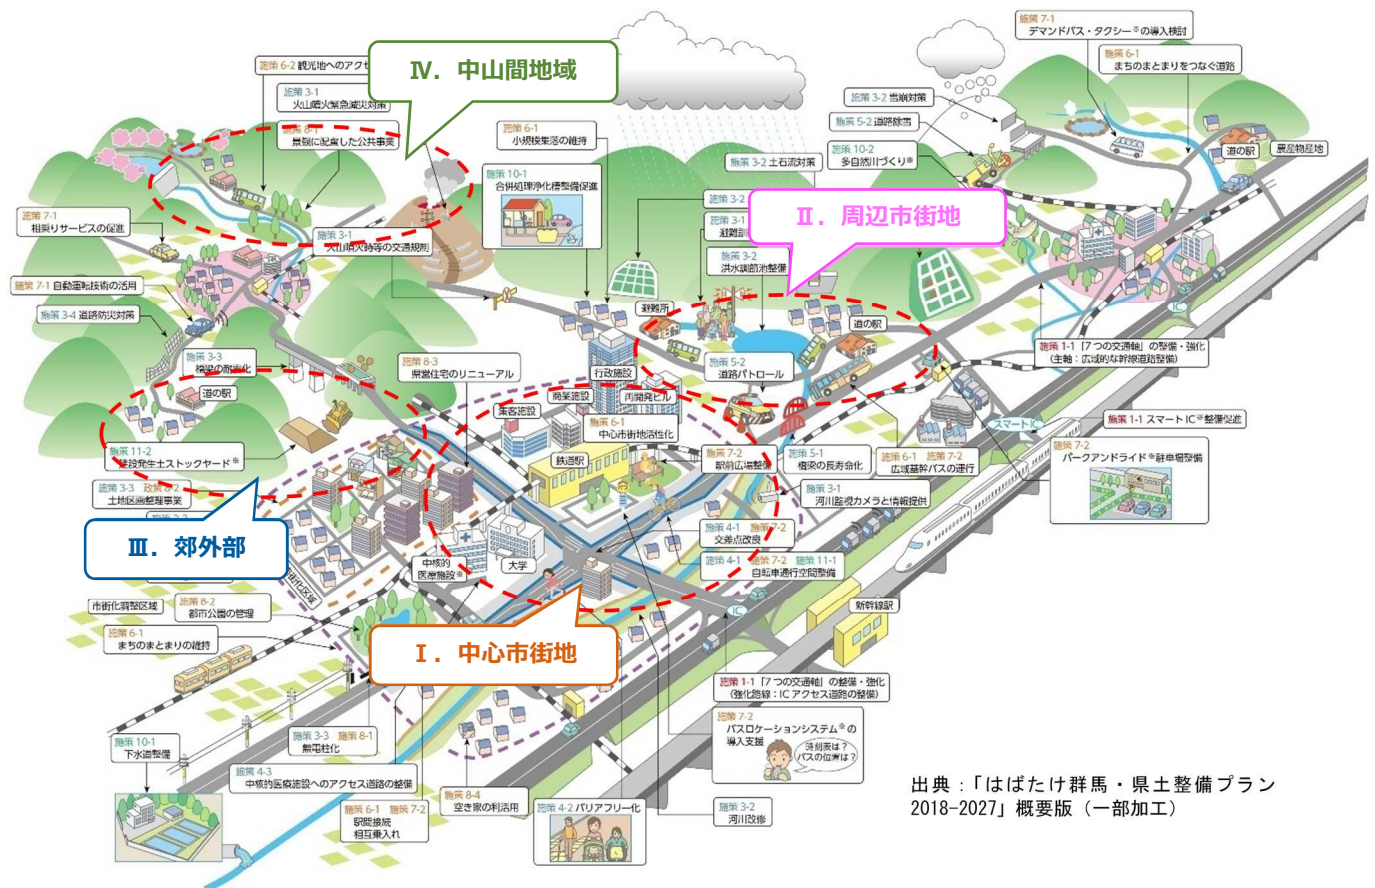 施策 7-1
デマンドバス・タクシー※の導入検討
施策 6-1
まちのまとまりをつなぐ道路
施策 6-2 観光地へのアクセ
Ⅳ．中山間地域
施策 3-1
火山噴火緊急減災対策
施策 8-1
景観に配慮した公共事業
施策 6-1
小規模集落の維持
施策 3-2 雪崩対策
施策 5-2 道路除雪
施策 10-2
多自然川づくり※
道の駅
農産物産地
施策 3-2 土石流対策
施策 10-1
合併処理浄化槽整備促進
施策 3-2
施策 3-1
Ⅱ．周辺市街地
施策 7-1
相乗りサービスの促進
施策 3-1
火山噴火時等の交通規制
施策 3-2
洪水調節池整備
施策 7-1 自動運転技術の活用
施策 3-4 道路防災対策
避難所
道の駅
IC
施策 1-1「7つの交通軸」の整備・強化
（主軸：広域的な幹線道路整備）
施策 3-3
橋梁の耐震化
施策 8-3
県営住宅のリニューアル
行政施設
施策 5-2
道路パトロール
道の駅
商業施設
再開発ビル
集客施設
施策 6-1
中心市街地活性化
スマートIC
施策 1-1 スマートIC※整備促進
施策 11-2
建設発生土ストックヤード※
鉄道駅
施策 7-2
駅前広場整備
施策 5-1
橋梁の長寿命化
施策 6-1 施策 7-2
広域基幹バスの運行
施策 7-2
パークアンドライド※駐車場整備
施策 3-3 政策 8-2
土地区画整理事業
施策 3-1
河川監視カメラと情報提供
Ⅲ．郊外部
施策 4-1 施策 7-2
交差点改良
中核的
医療施設※
大学
施策 4-1 施策 7-2 施策 11-1
自転車通行空間整備
市街化区域
市街化調整区域
施策 8-2
都市公園の管理
IC
新幹線駅
施策 6-1
まちのまとまりの維持
Ⅰ．中心市街地
施策 1-1「7つの交通軸」の整備・強化
（強化路線：ICアクセス道路の整備）
施策 7-2
バスロケーションシステム※の
導入支援
時刻表は？
バスの位置は？
施策 3-3 施策 8-1
無電柱化
施策 10-1
下水道整備
施策 4-3
中核的医療施設へのアクセス道路の整備
施策 8-4
空き家の利活用
施策 6-1 施策 7-2
駅間接続
相互乗入れ
施策 4-2 バリアフリー化
施策 3-2
河川改修
出典：「はばたけ群馬・県土整備プラン
2018-2027」概要版（一部加工）